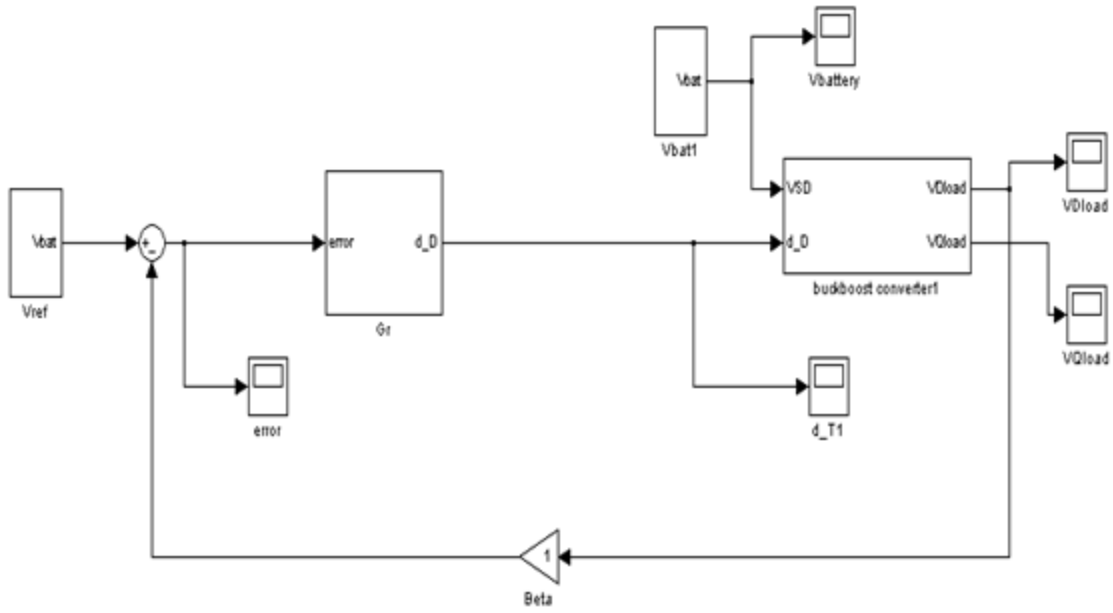 Vbattery
Vbat
Vbat1
VDload
VSD
VDload
d_D
VQload
buckboost converter1
VQload
Vbat
Vref
+
-
error
d_D
Gr
error
d_T1
1
Beta